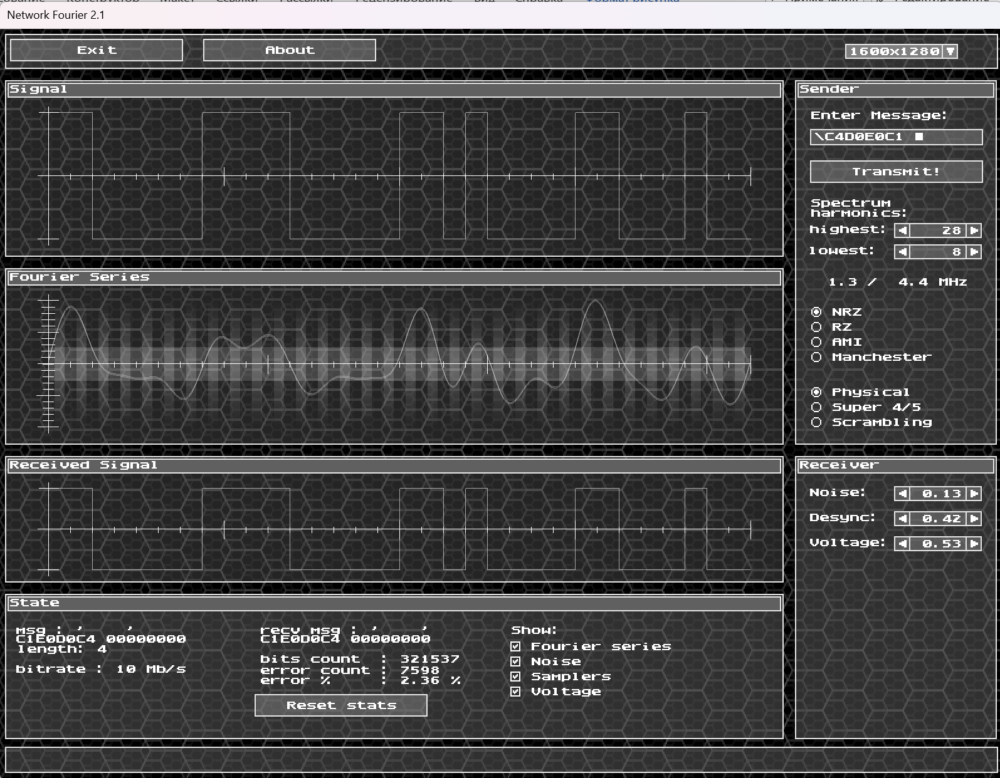 Network Fourier 2.1
Exit
About
1600x1280
Signal
Fourier Series
Received Signal
State
msg : ,    ,
C1E0D0C4 00000000
length: 4
bitrate : 10 Mb/s
recv msg : ,    ,
C1E0D0C4 00000000
bits count : 321537
error count : 7598
error % : 2.36 %
Reset stats
Show:
Fourier series
Noise
Samplers
Voltage
Sender
Enter Message:
\C4D0E0C1
Transmit!
Spectrum
harmonics:
highest: 28
lowest: 8
1.3 / 4.4 MHz
NRZ
RZ
AMI
Manchester
Physical
Super 4/5
Scrambling
Receiver
Noise: 0.13
Desync: 0.42
Voltage: 0.53